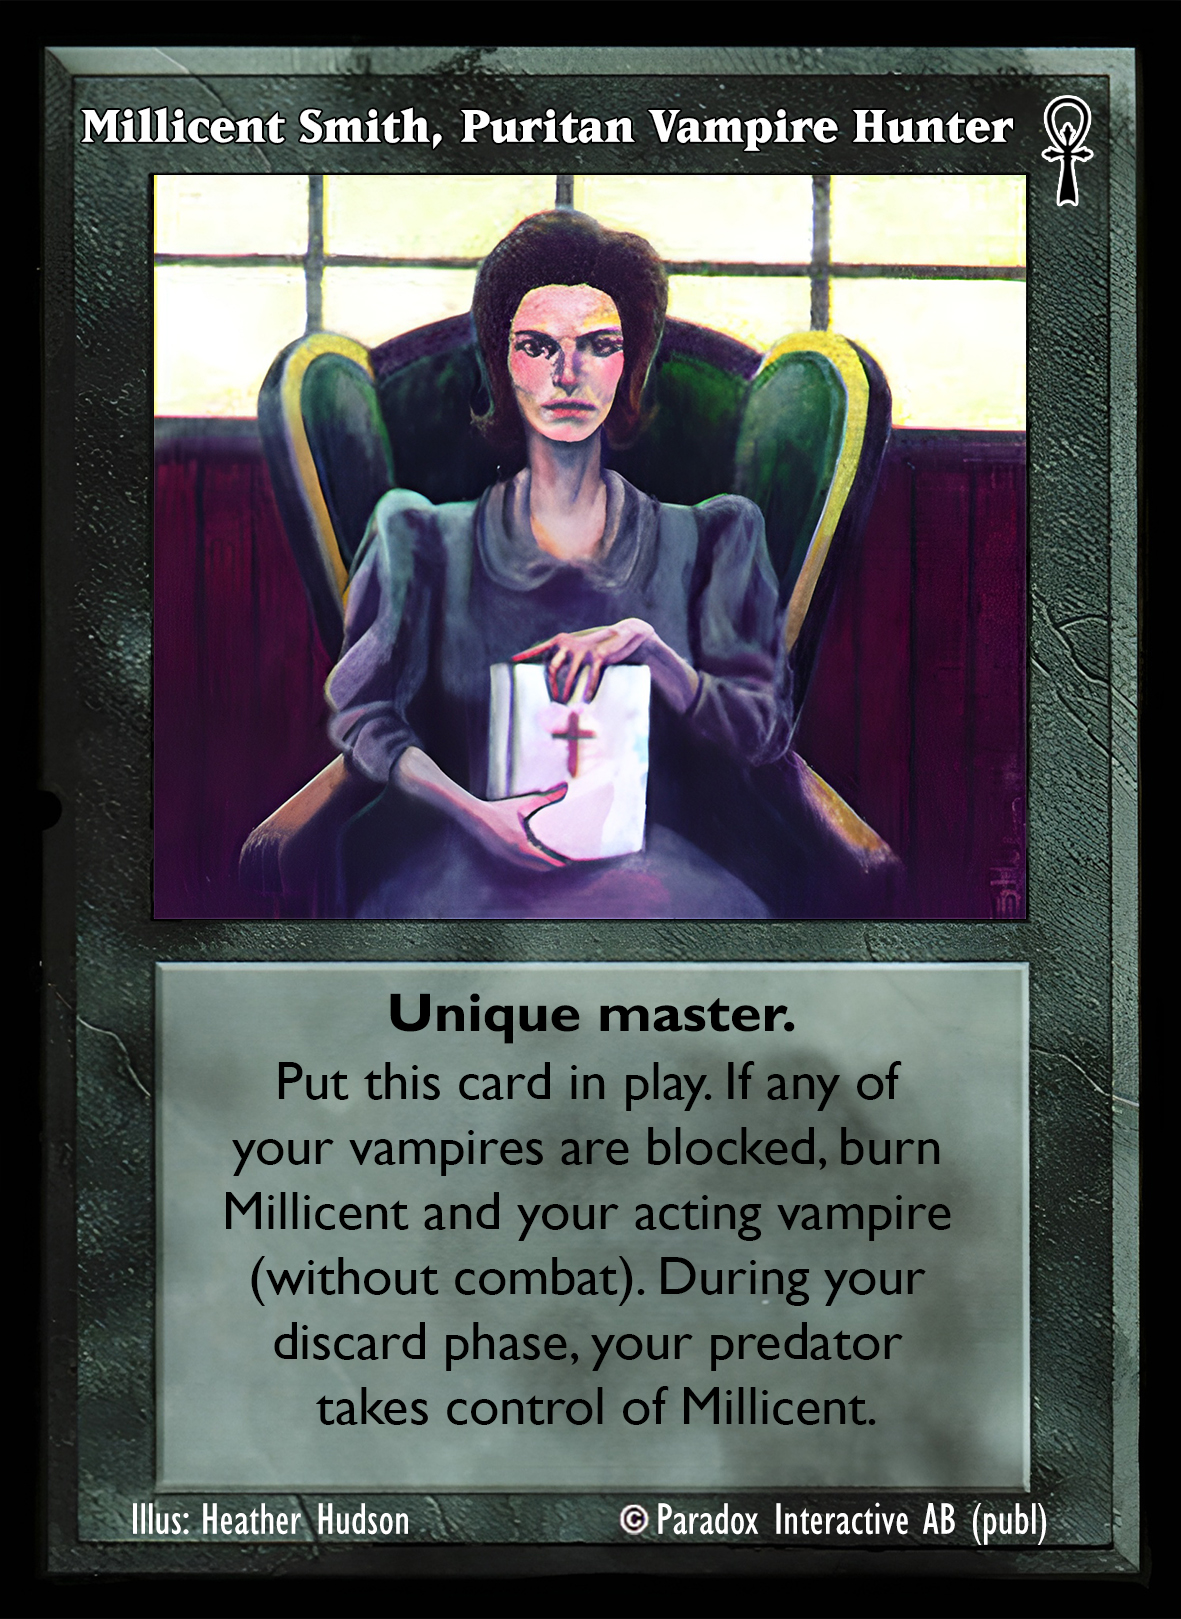 Millicent Smith, Puritan Vampire Hunter
Unique master.
Put this card in play. If any of
your vampires are blocked, burn
Millicent and your acting vampire
(without combat). During your
discard phase, your predator
takes control of Millicent.
Illus: Heather Hudson
© Paradox Interactive AB (publ)